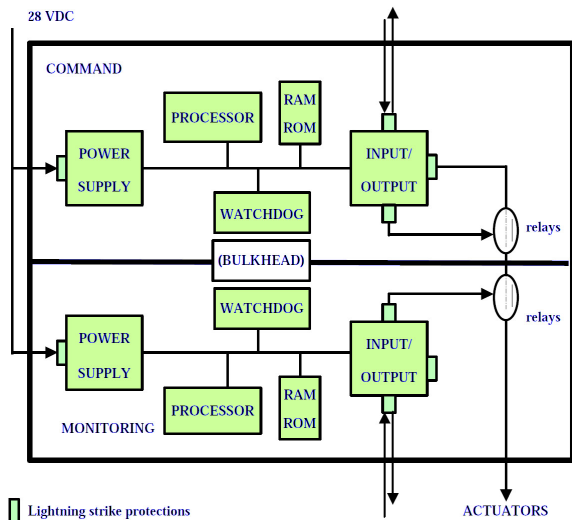 28 VDC
COMMAND
PROCESSOR
RAM
ROM
POWER
SUPPLY
INPUT/
OUTPUT
WATCHDOG
relays
(BULKHEAD)
WATCHDOG
relays
POWER
SUPPLY
INPUT/
OUTPUT
PROCESSOR
RAM
ROM
MONITORING
Lightning strike protections
ACTUATORS